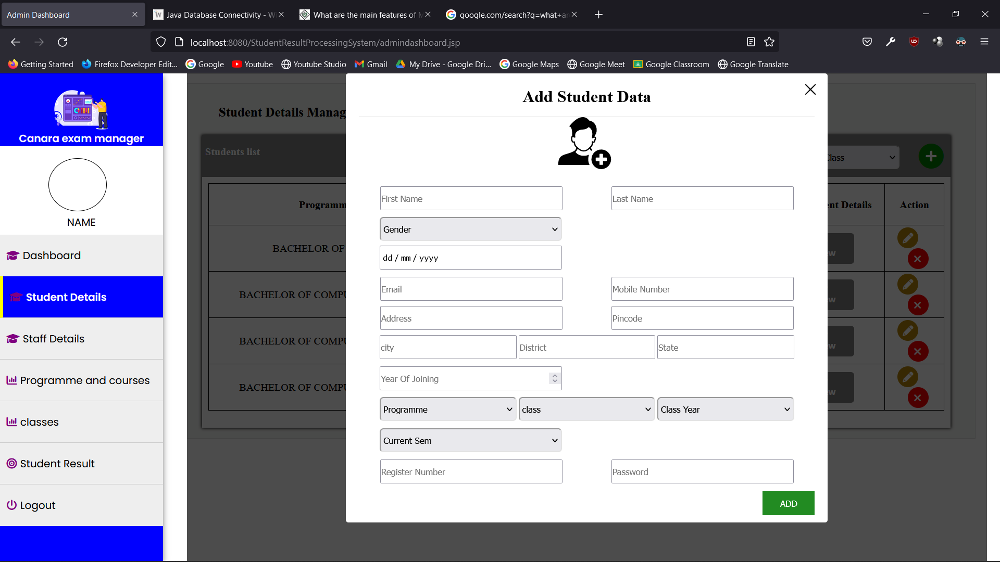 Admin Dashboard
Java Database Connectivity - W
What are the main features of M
google.com/search?q=what+ar
localhost:8080/StudentResultProcessingSystem/admindashboard.jsp
Getting Started
Firefox Developer Edit...
Google
Youtube
Youtube Studio
Gmail
My Drive - Google Dri...
Google Maps
Google Meet
Google Classroom
Google Translate
Canara exam manager
NAME
Dashboard
Student Details
Staff Details
Programme and courses
classes
Student Result
Logout
Student Details Manag
Students list
Class
Programm
nt Details
Action
BACHELOR OF
BACHELOR OF COMPU
BACHELOR OF COMPU
BACHELOR OF COMPU
w
w
w
w
Add Student Data
First Name
Last Name
Gender
dd / mm / yyyy
Email
Mobile Number
Address
Pincode
city
District
State
Year Of Joining
Programme
class
Class Year
Current Sem
Register Number
Password
ADD